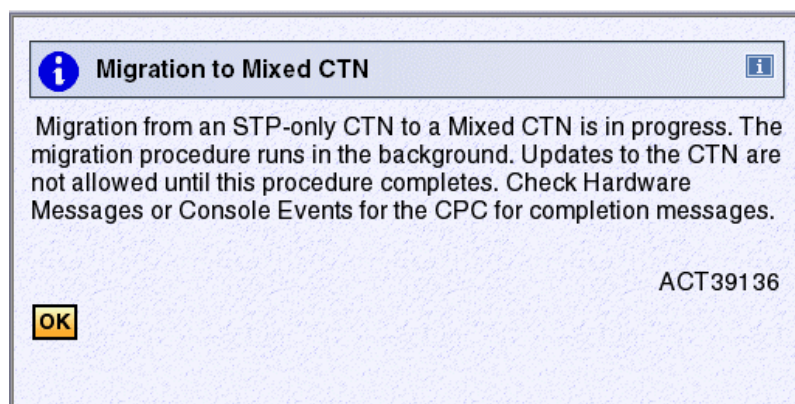 Migration to Mixed CTN
Migration from an STP-only CTN to a Mixed CTN is in progress. The
migration procedure runs in the background. Updates to the CTN are
not allowed until this procedure completes. Check Hardware
Messages or Console Events for the CPC for completion messages.
ACT39136
OK